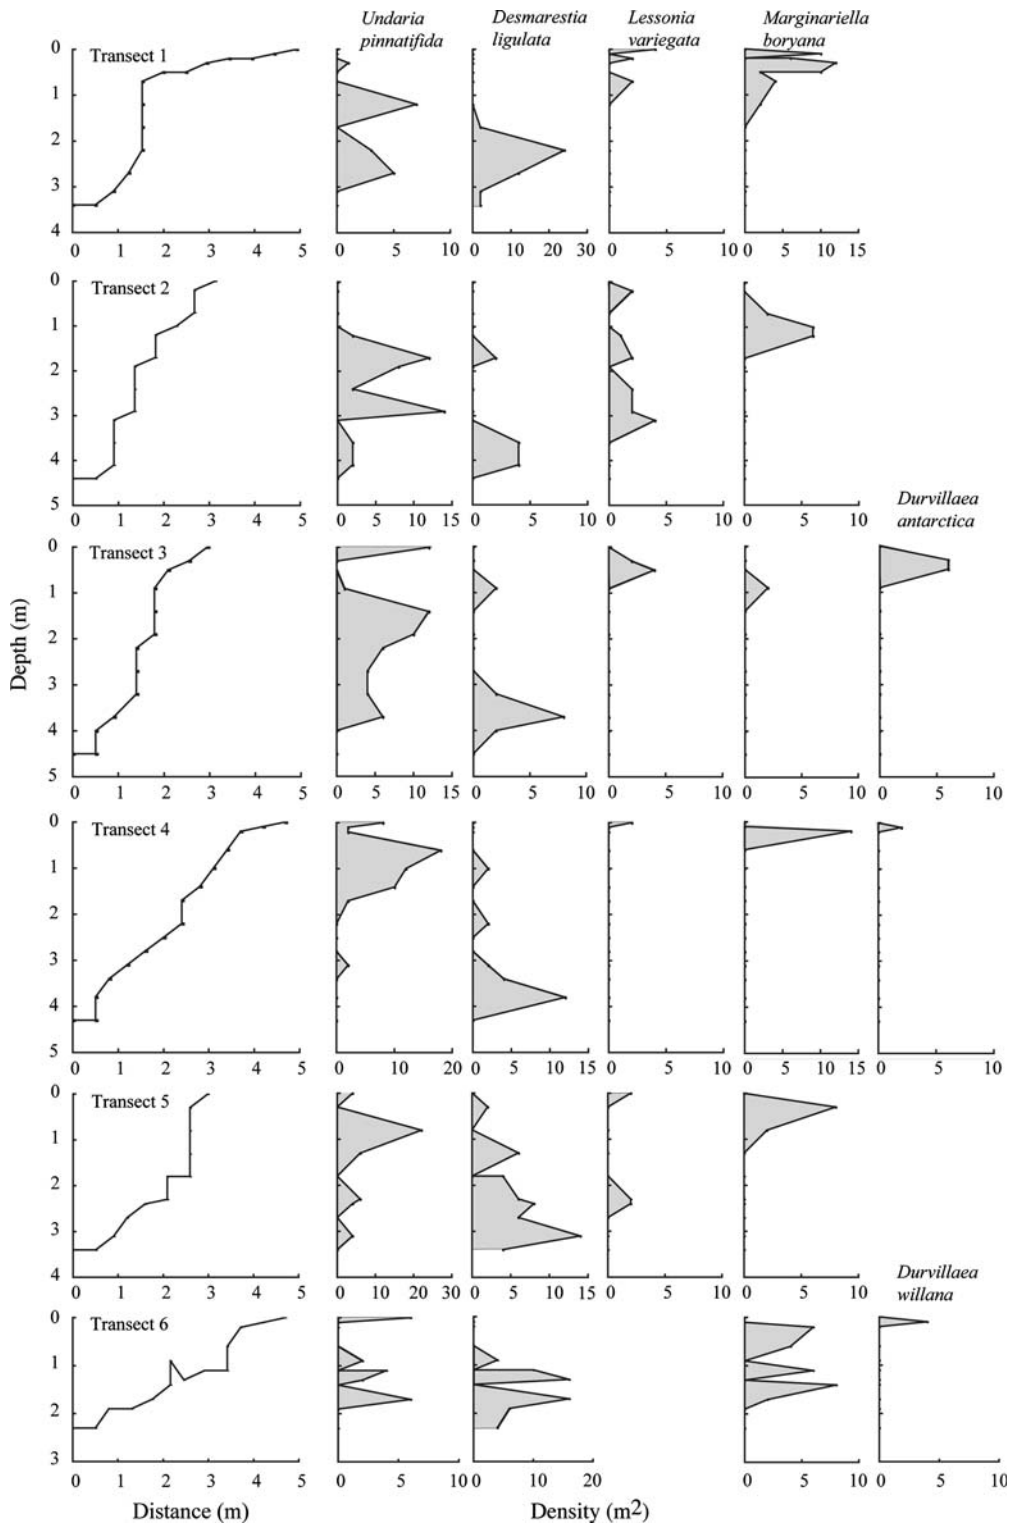 Undaria
pinnatifida
Desmarestia
ligulata
Lessonia
variegata
Marginariella
boryana
Transect 1
0
1
2
3
4
0 1 2 3 4 5
0 5 10
0 10 24 30
0 5 10
0 5 10 15
Transect 2
0
1
2
3
4
5
0 1 2 3 4 5
0 5 10 15
0 5 10
0 5 10
0 5 10
Durvillaea
antarctica
Transect 3
0
1
2
3
4
5
0 1 2 3 4 5
0 5 10 15
0 5 10
0 5 10
0 5 10
0 5 10
Depth (m)
Transect 4
0
1
2
3
4
5
0 1 2 3 4 5
0 10 20
0 5 10 15
0 5 10
0 5 10 15
0 5 10
Transect 5
0
1
2
3
4
0 1 2 3 4 5
0 10 20 30
0 5 10 15
0 5 10
0 5 10
Durvillaea
willana
Transect 6
0
1
2
3
0 1 2 3 4 5
0 5 10
0 10 20
0 5 10
0 5 10
Distance (m)
Density (m2)